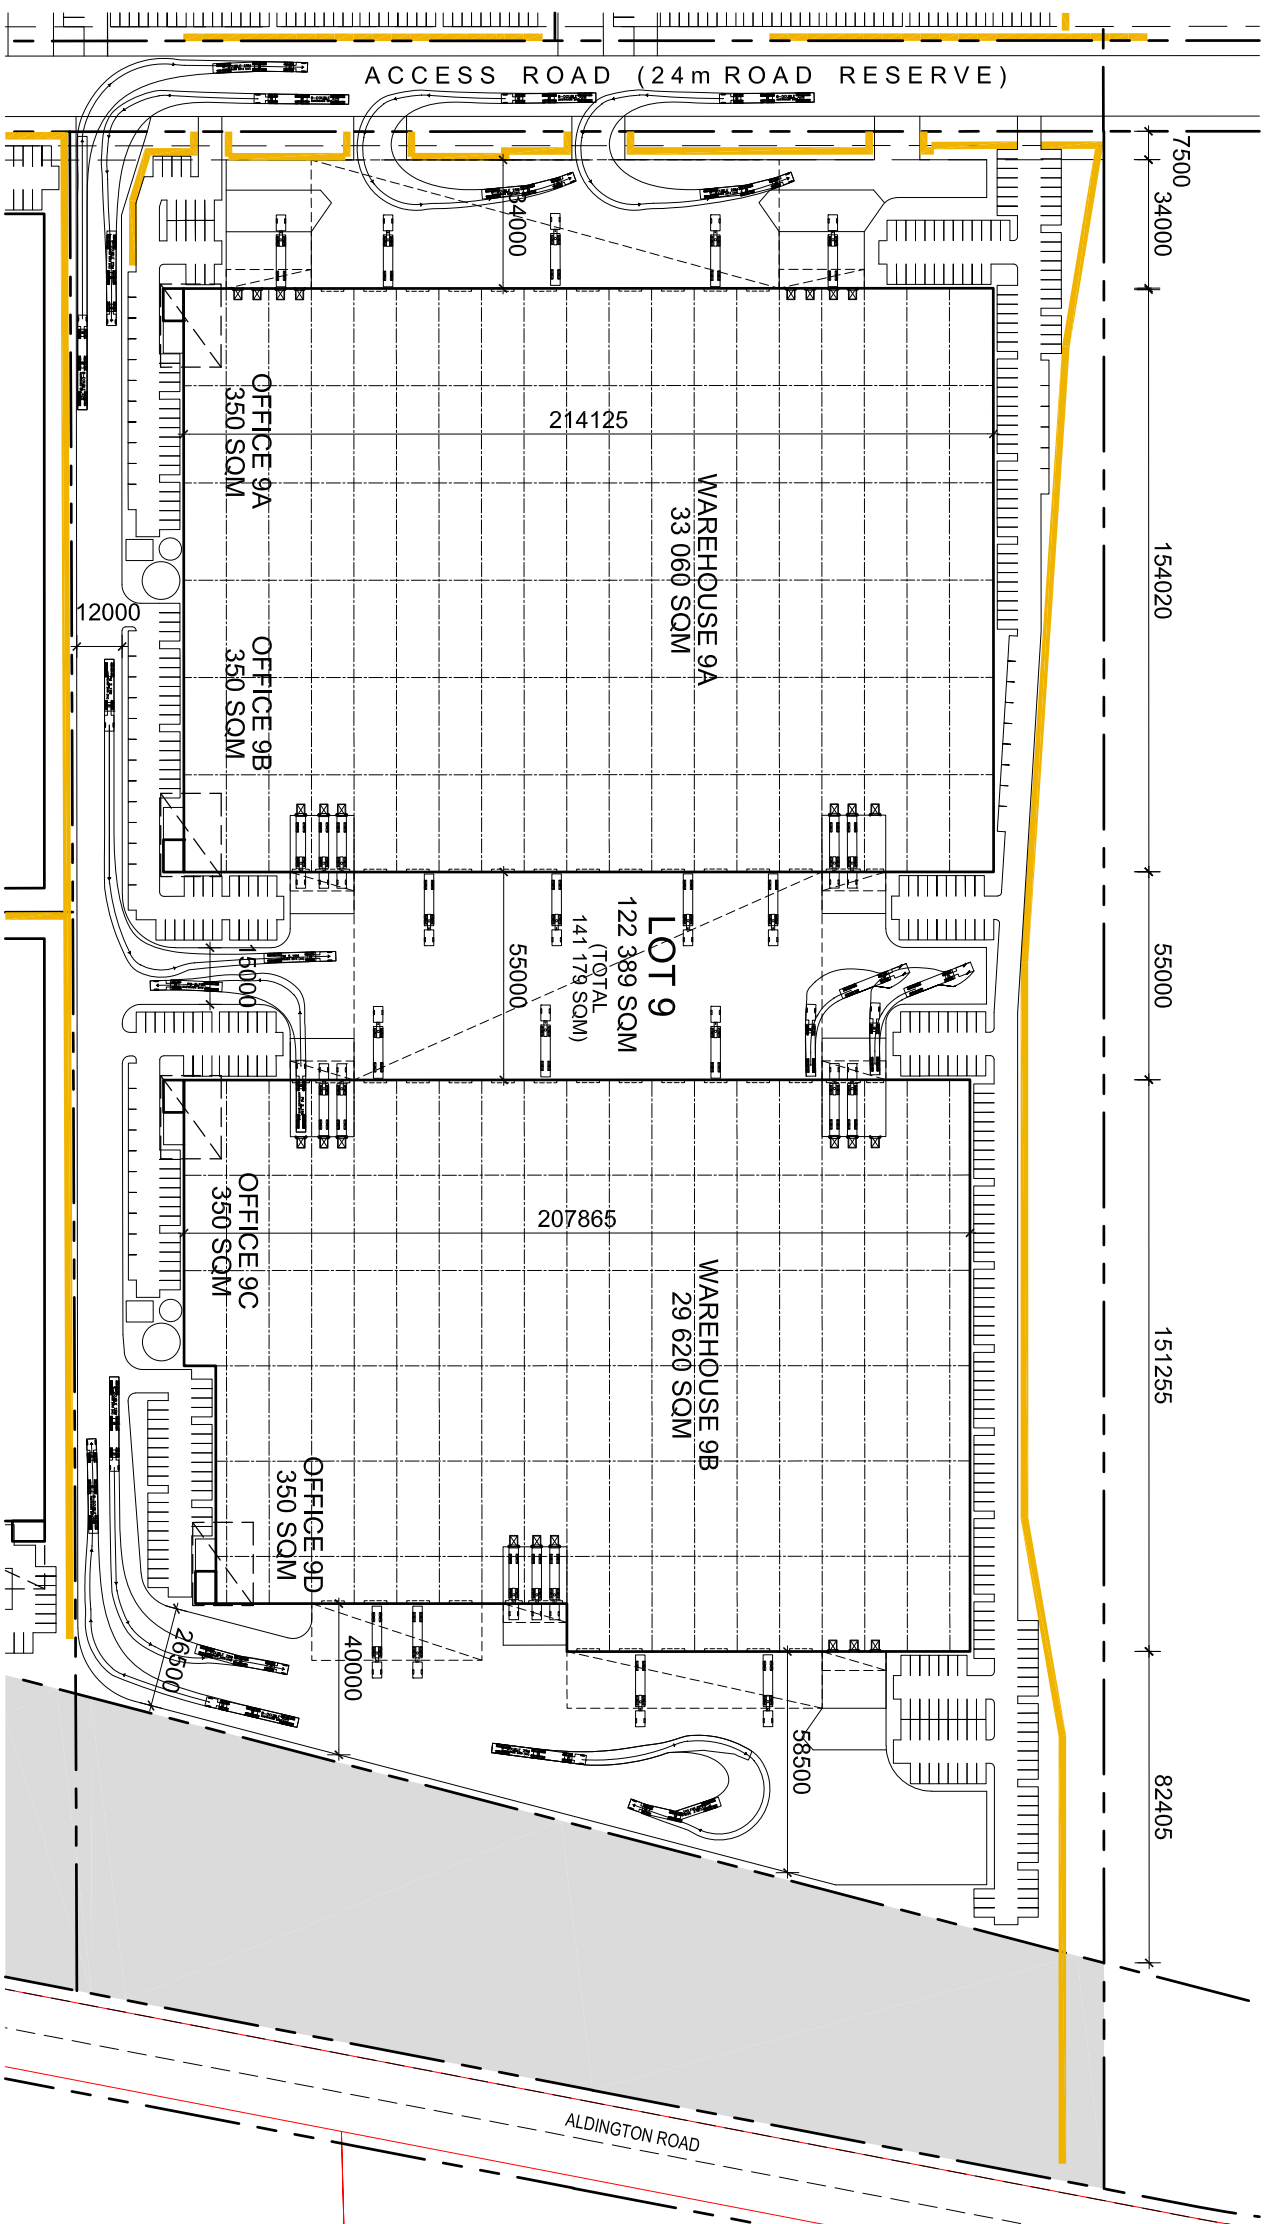 ACCESS ROAD (24m ROAD RESERVE)
7500
34000
34000
OFFICE 9A
350 SQM
214125
WAREHOUSE 9A
33 060 SQM
154020
12000
OFFICE 9B
350 SQM
LOT 9
122 389 SQM
(TOTAL
141 179 SQM)
55000
55000
15000
OFFICE 9C
350 SQM
207865
WAREHOUSE 9B
29 620 SQM
151255
OFFICE 9D
350 SQM
26500
40000
58500
82405
ALDINGTON ROAD